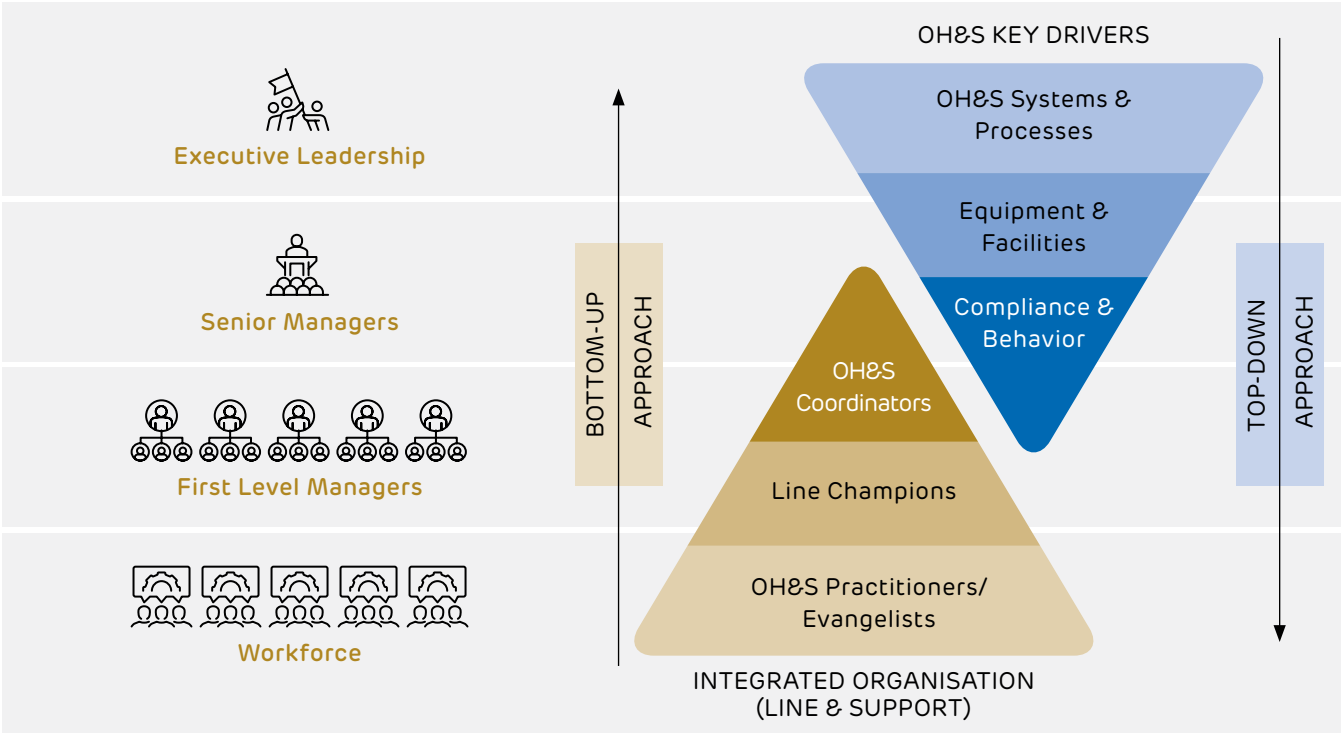 OH&S KEY DRIVERS
OH&S Systems &
Processes
Executive Leadership
Equipment &
Facilities
Senior Managers
Compliance &
Behavior
BOTTOM-UP
APPROACH
TOP-DOWN
APPROACH
OH&S
Coordinators
First Level Managers
Line Champions
OH&S Practitioners/
Evangelists
Workforce
INTEGRATED ORGANISATION
(LINE & SUPPORT)